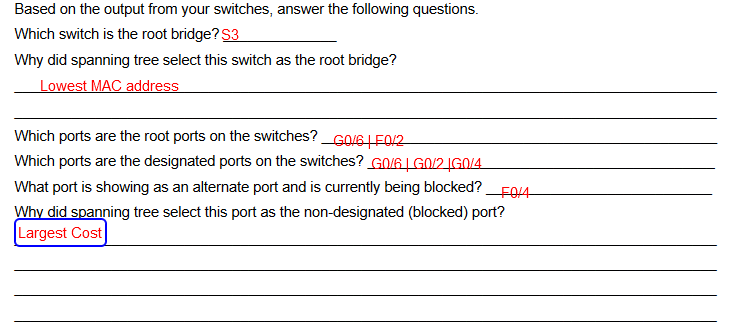 Based on the output from your switches, answer the following questions.
Which switch is the root bridge? S3
Why did spanning tree select this switch as the root bridge?
Lowest MAC address
Which ports are the root ports on the switches? G0/6 | F0/2
Which ports are the designated ports on the switches? G0/6 | G0/2 |G0/4
What port is showing as an alternate port and is currently being blocked? F0/4
Why did spanning tree select this port as the non-designated (blocked) port?
Largest Cost